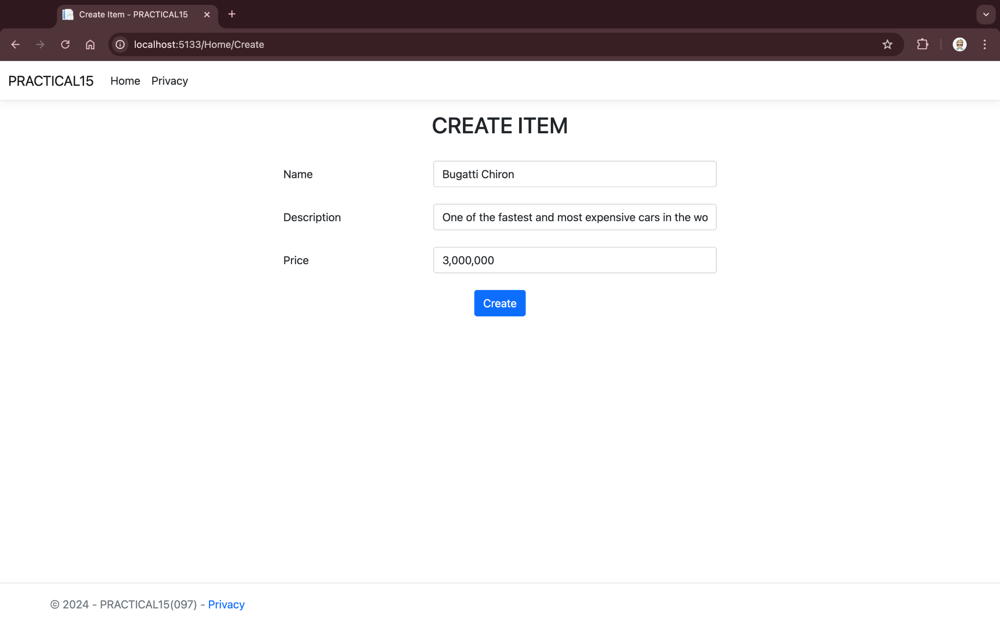 Create Item - PRACTICAL15
localhost:5133/Home/Create
PRACTICAL15 Home Privacy
CREATE ITEM
Name Bugatti Chiron
Description One of the fastest and most expensive cars in the wo
Price 3,000,000
Create
© 2024 - PRACTICAL15(097) - Privacy